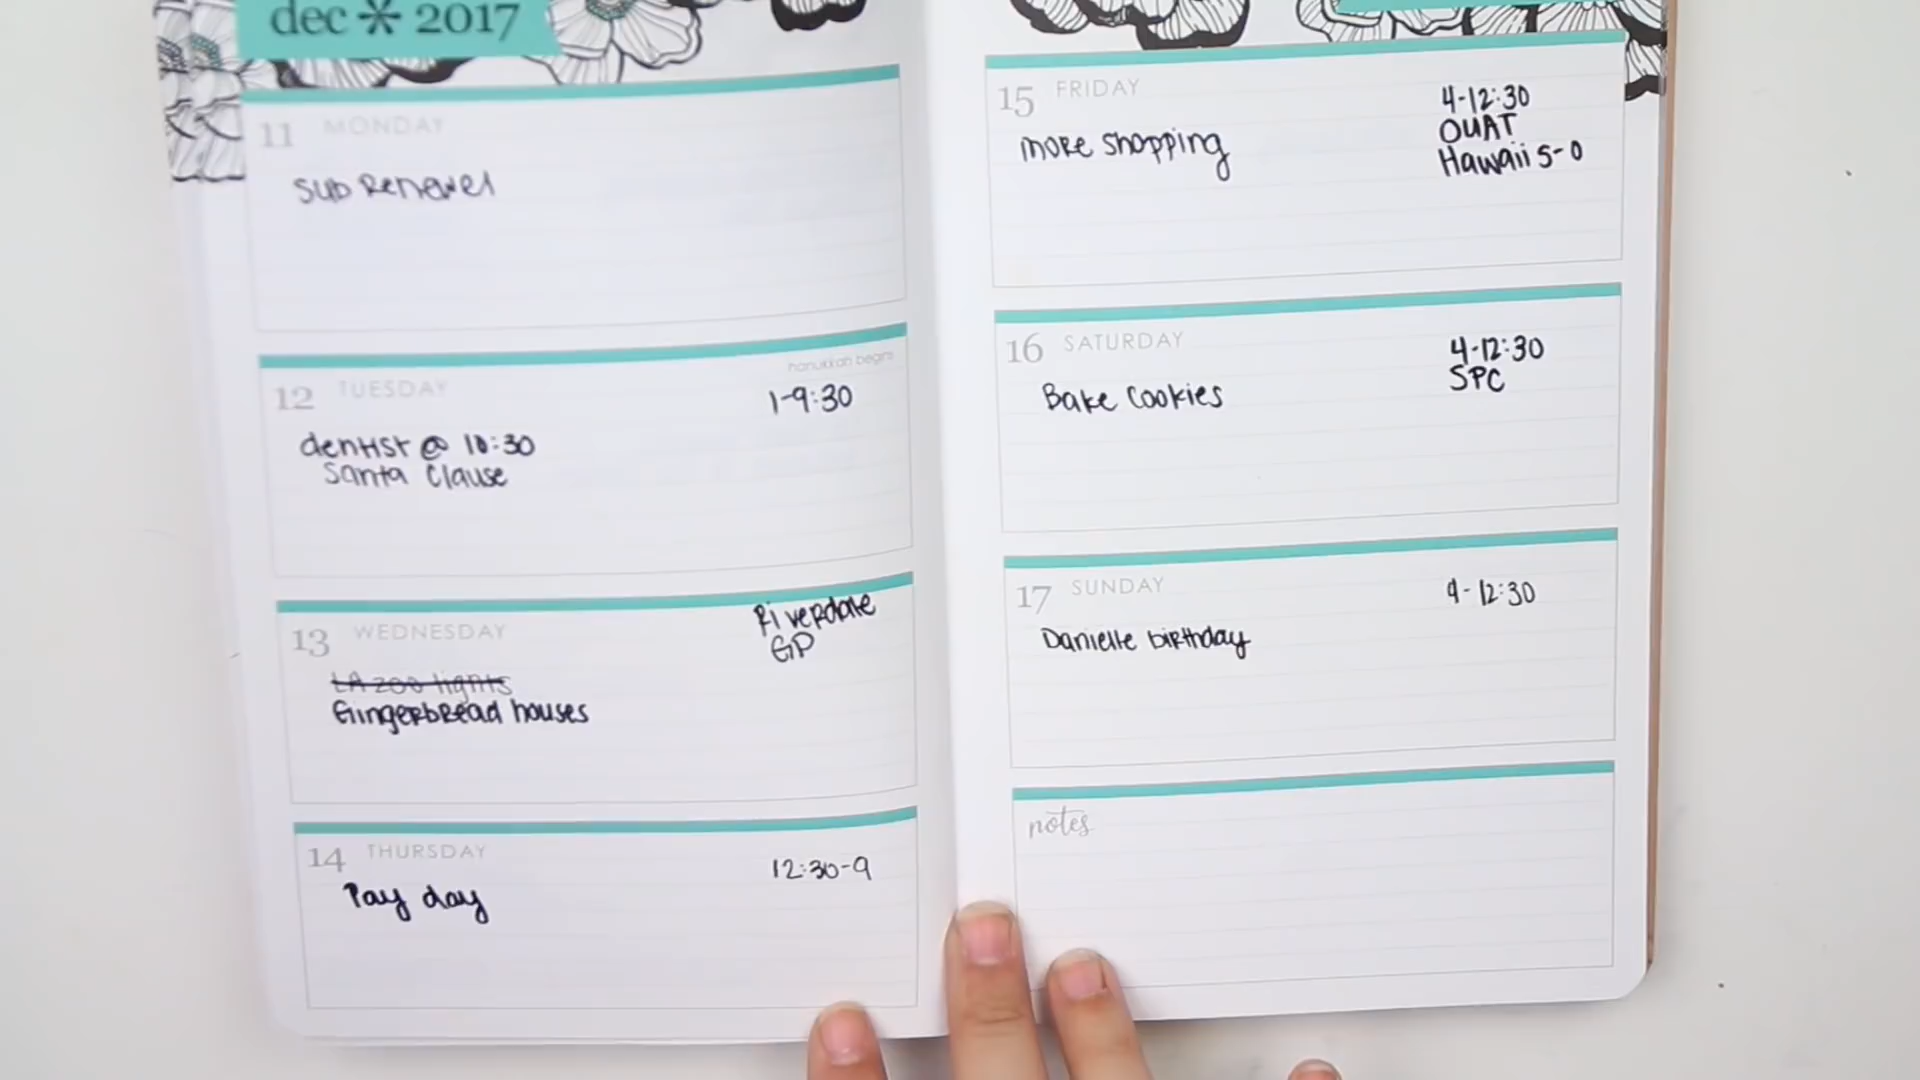 dec * 2017
11 MONDAY
Sub Renewel
12 TUESDAY
hanukkah begins
1-9:30
dentist @ 10:30
Santa Clause
13 WEDNESDAY
Riverdale
GP
LA zoo lights
Gingerbread houses
14 THURSDAY
12:30-9
Pay day
15 FRIDAY
4-12:30
OUAT
Hawaii 5-0
more shopping
16 SATURDAY
4-12:30
SPC
Bake Cookies
17 SUNDAY
4-12:30
Danielle birthday
notes